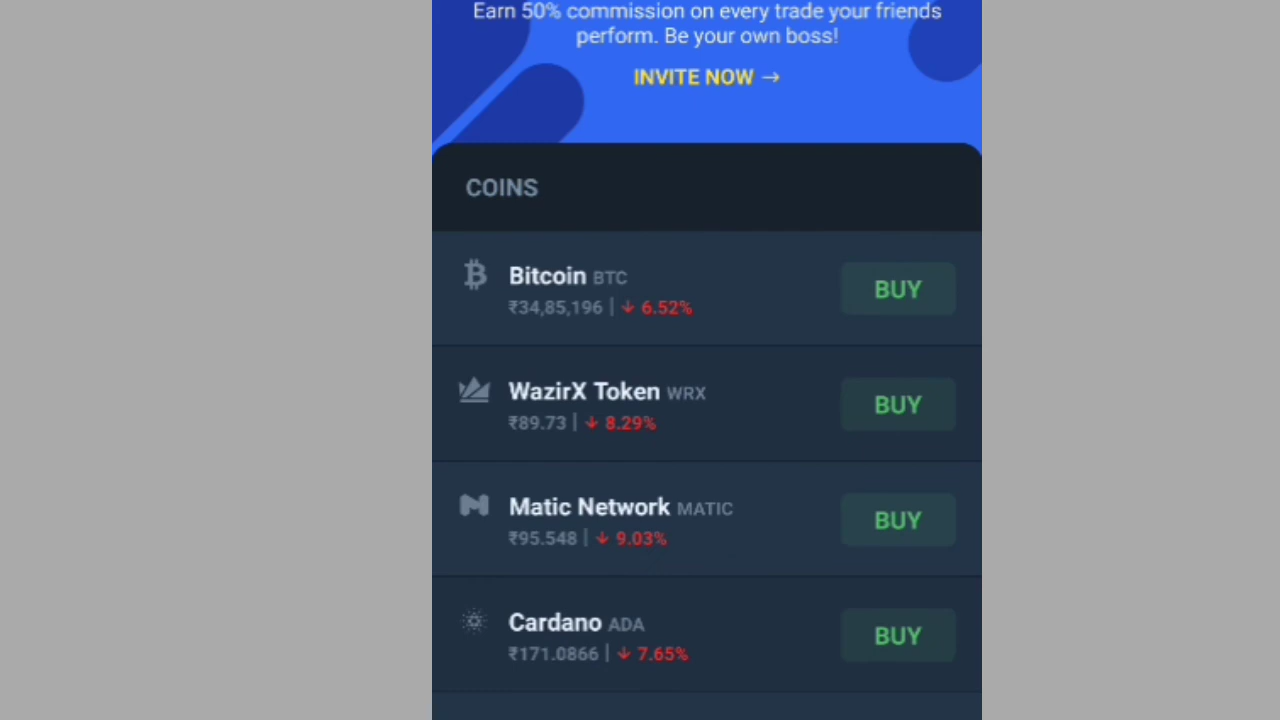 Earn 50% commission on every trade your friends
perform. Be your own boss!
INVITE NOW →
COINS
Bitcoin BTC
₹34,85,196 | ↓ 6.52%
BUY
WazirX Token WRX
₹89.73 | ↓ 8.29%
BUY
Matic Network MATIC
₹95.548 | ↓ 9.03%
BUY
Cardano ADA
₹171.0866 | ↓ 7.65%
BUY